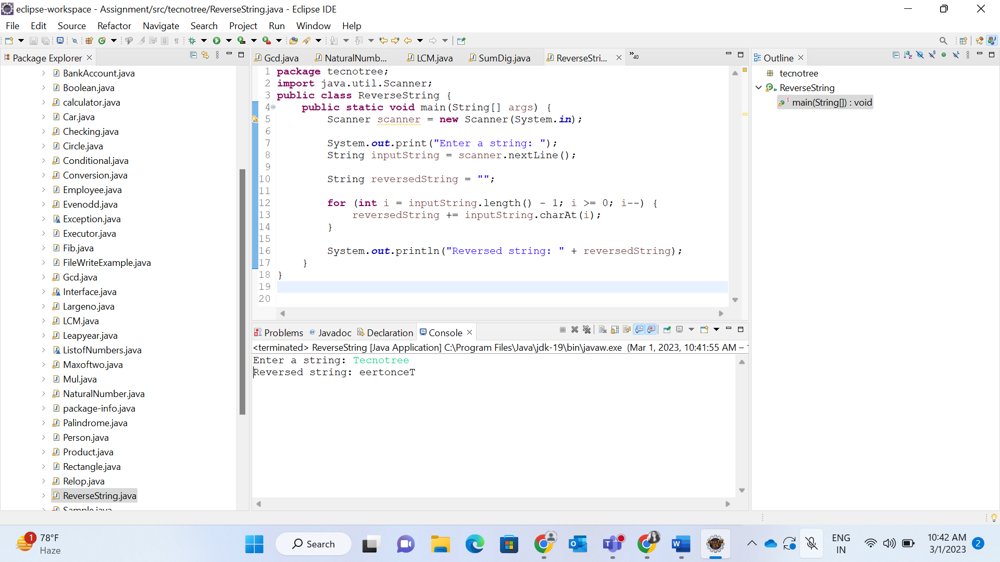 eclipse-workspace - Assignment/src/tecnotree/ReverseString.java - Eclipse IDE
File Edit Source Refactor Navigate Search Project Run Window Help
Package Explorer
BankAccount.java
Boolean.java
calculator.java
Car.java
Checking.java
Circle.java
Conditional.java
Conversion.java
Employee.java
Evenodd.java
Exception.java
Executor.java
Fib.java
FileWriteExample.java
Gcd.java
Interface.java
Largeno.java
LCM.java
Leapyear.java
ListofNumbers.java
Maxoftwo.java
Mul.java
NaturalNumber.java
package-info.java
Palindrome.java
Person.java
Product.java
Rectangle.java
Relop.java
ReverseString.java
Sample.java
Gcd.java NaturalNumb... LCM.java SumDig.java ReverseStri... »40
1 package tecnotree;
2 import java.util.Scanner;
3 public class ReverseString {
4 public static void main(String[] args) {
5 Scanner scanner = new Scanner(System.in);
6
7 System.out.print("Enter a string: ");
8 String inputString = scanner.nextLine();
9
10 String reversedString = "";
11
12 for (int i = inputString.length() - 1; i >= 0; i--) {
13 reversedString += inputString.charAt(i);
14 }
15
16 System.out.println("Reversed string: " + reversedString);
17 }
18 }
19
20
Problems Javadoc Declaration Console
<terminated> ReverseString [Java Application] C:\Program Files\Java\jdk-19\bin\javaw.exe (Mar 1, 2023, 10:41:55 AM –
Enter a string: Tecnotree
Reversed string: eertonceT
Outline
tecnotree
ReverseString
main(String[]) : void
1
78°F
Haze
Search
ENG
IN
10:42 AM
3/1/2023
2